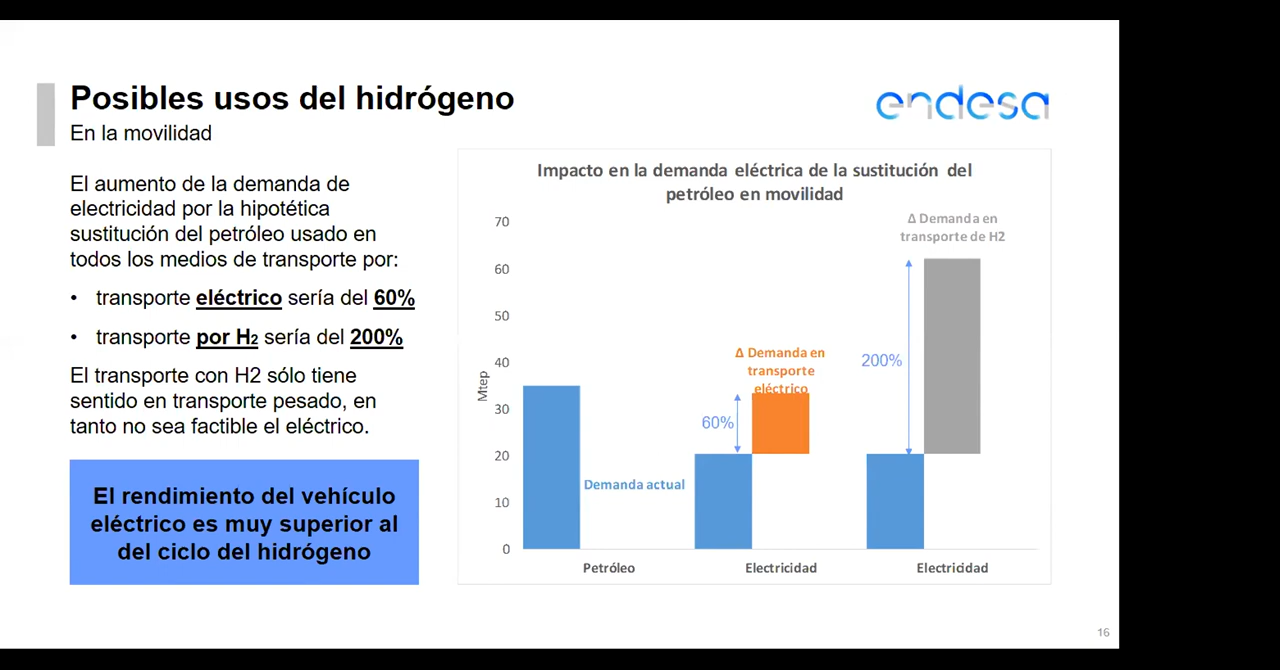 Posibles usos del hidrógeno
En la movilidad
endesa
El aumento de la demanda de
electricidad por la hipotética
sustitución del petróleo usado en
todos los medios de transporte por:
• transporte eléctrico sería del 60%
• transporte por H2 sería del 200%
El transporte con H2 sólo tiene
sentido en transporte pesado, en
tanto no sea factible el eléctrico.
El rendimiento del vehículo
eléctrico es muy superior al
del ciclo del hidrógeno
Impacto en la demanda eléctrica de la sustitución del
petróleo en movilidad
Mtep
70
60
50
40
30
20
10
0
Demanda actual
Δ Demanda en
transporte
eléctrico
60%
Δ Demanda en
transporte de H2
200%
Petróleo
Electricidad
Electricidad
16